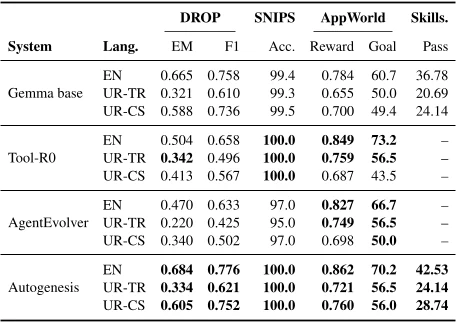 DROP SNIPS AppWorld Skills.
System Lang. EM F1 Acc. Reward Goal Pass
EN 0.665 0.758 99.4 0.784 60.7 36.78
Gemma base UR-TR 0.321 0.610 99.3 0.655 50.0 20.69
UR-CS 0.588 0.736 99.5 0.700 49.4 24.14
EN 0.504 0.658 100.0 0.849 73.2 –
Tool-R0 UR-TR 0.342 0.496 100.0 0.759 56.5 –
UR-CS 0.413 0.567 100.0 0.687 43.5 –
EN 0.470 0.633 97.0 0.827 66.7 –
AgentEvolver UR-TR 0.220 0.425 95.0 0.749 56.5 –
UR-CS 0.340 0.502 97.0 0.698 50.0 –
EN 0.684 0.776 100.0 0.862 70.2 42.53
Autogenesis UR-TR 0.334 0.621 100.0 0.721 56.5 24.14
UR-CS 0.605 0.752 100.0 0.760 56.0 28.74